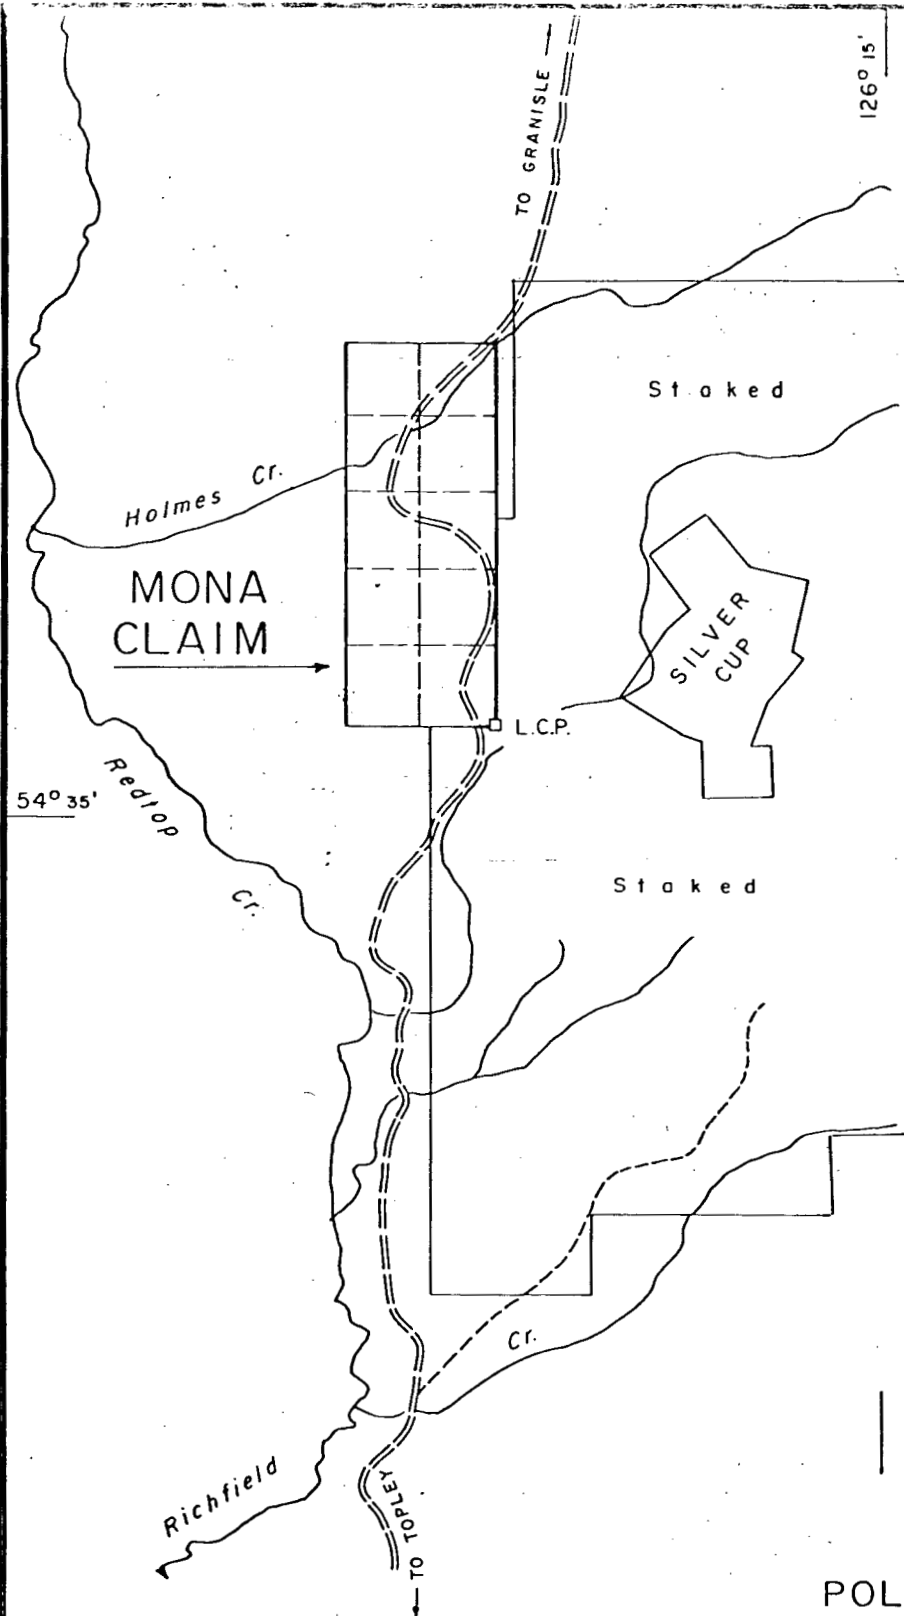 126° 15'
TO GRANISLE
Staked
Holmes Cr.
MONA
CLAIM
SILVER
CUP
L.C.P.
Redtop
Cr.
54° 35'
Staked
Cr.
Richfield
TO TOPLEY
POL